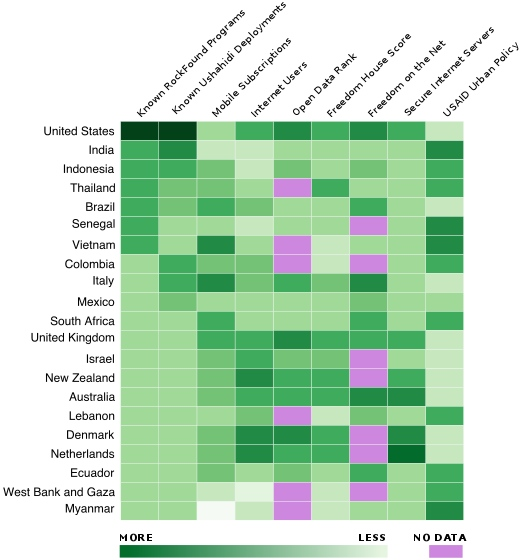 Known RockFound Programs
Known Ushahidi Deployments
Mobile Subscriptions
Internet Users
Open Data Rank
Freedom House Score
Freedom on the Net
Secure Internet Servers
USAID Urban Policy
United States
India
Indonesia
Thailand
Brazil
Senegal
Vietnam
Colombia
Italy
Mexico
South Africa
United Kingdom
Israel
New Zealand
Australia
Lebanon
Denmark
Netherlands
Ecuador
West Bank and Gaza
Myanmar
MORE LESS NO DATA